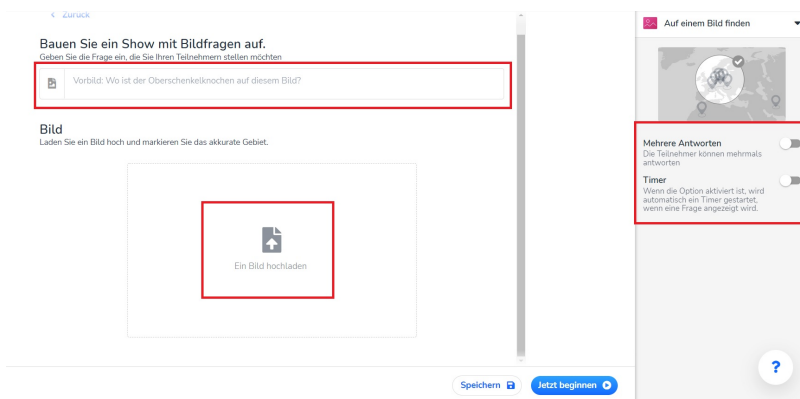 Zurück
Bauen Sie ein Show mit Bildfragen auf.
Geben Sie die Frage ein, die Sie Ihren Teilnehmern stellen möchten
Vorbild: Wo ist der Oberschenkelknochen auf diesem Bild?
Bild
Laden Sie ein Bild hoch und markieren Sie das akkurate Gebiet.
Ein Bild hochladen
Speichern
Jetzt beginnen
Auf einem Bild finden
Mehrere Antworten
Die Teilnehmer können mehrmals
antworten
Timer
Wenn die Option aktiviert ist, wird
automatisch ein Timer gestartet,
wenn eine Frage angezeigt wird.
?